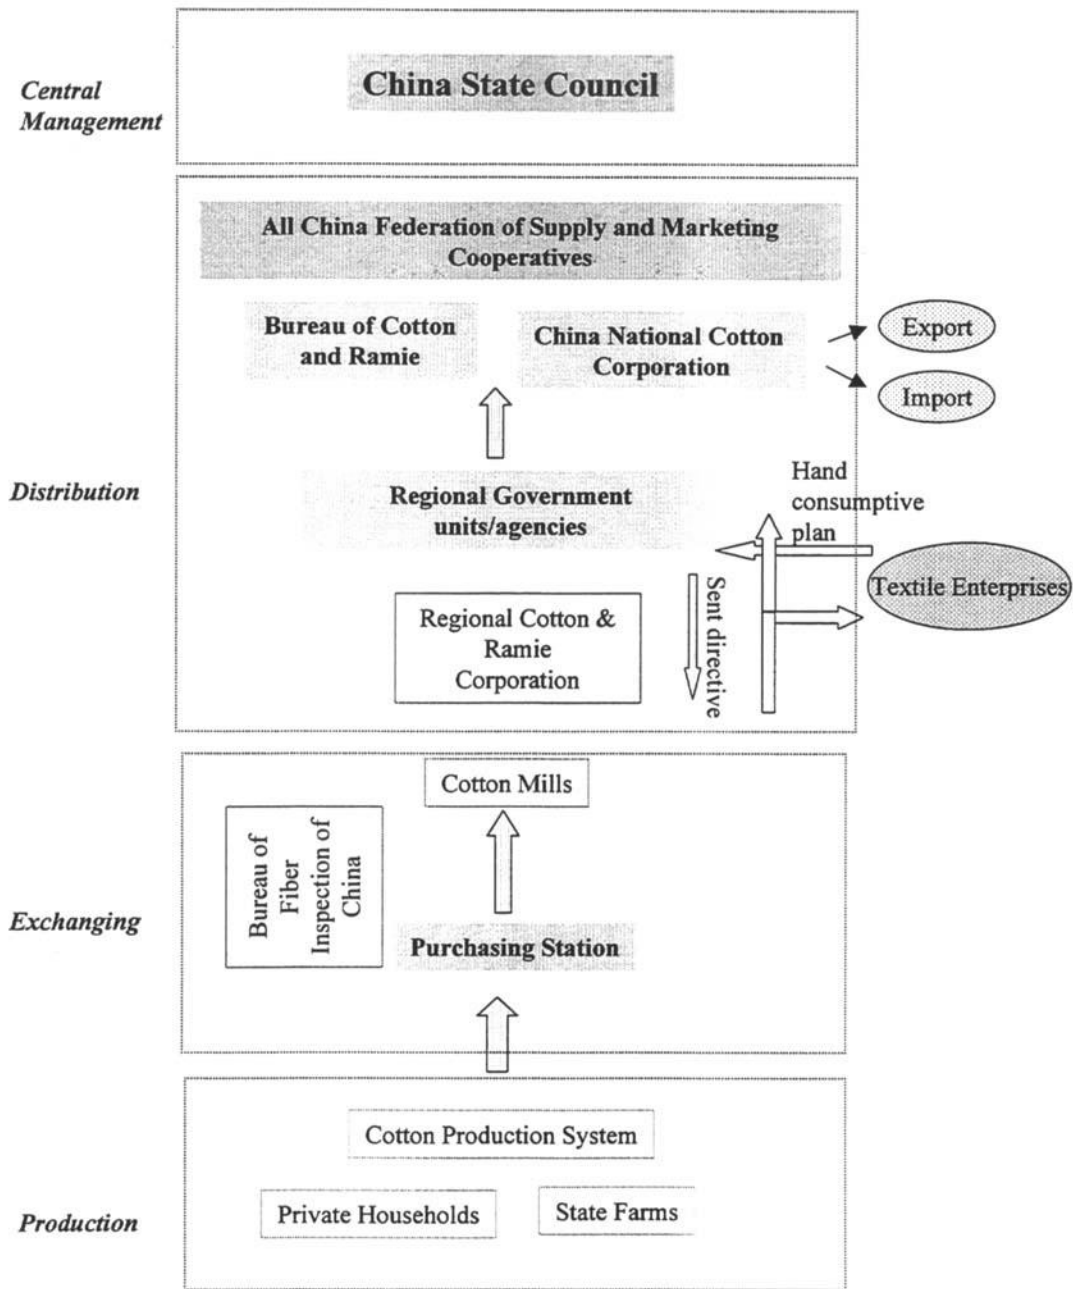 Central
Management
China State Council
All China Federation of Supply and Marketing
Cooperatives
Bureau of Cotton
and Ramie
China National Cotton
Corporation
Export
Import
Distribution
Regional Government
units/agencies
Hand
consumptive
plan
Textile Enterprises
Sent directive
Regional Cotton &
Ramie
Corporation
Exchanging
Cotton Mills
Bureau of
Fiber
Inspection of
China
Purchasing Station
Production
Cotton Production System
Private Households
State Farms